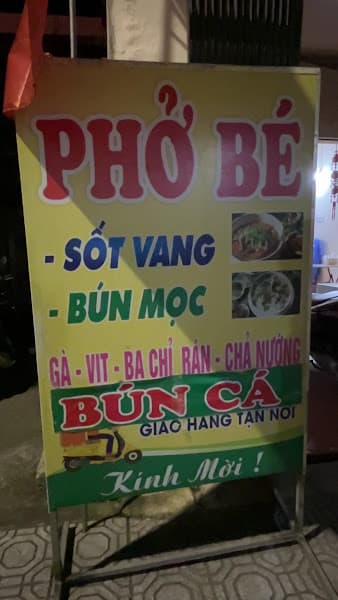 PHỞ BÉ
- SỐT VANG
- BÚN MỌC
GÀ - VỊT - BA CHỈ RÁN - CHẢ NƯỚNG
BÚN CÁ
GIAO HÀNG TẬN NƠI
Kính Mời !